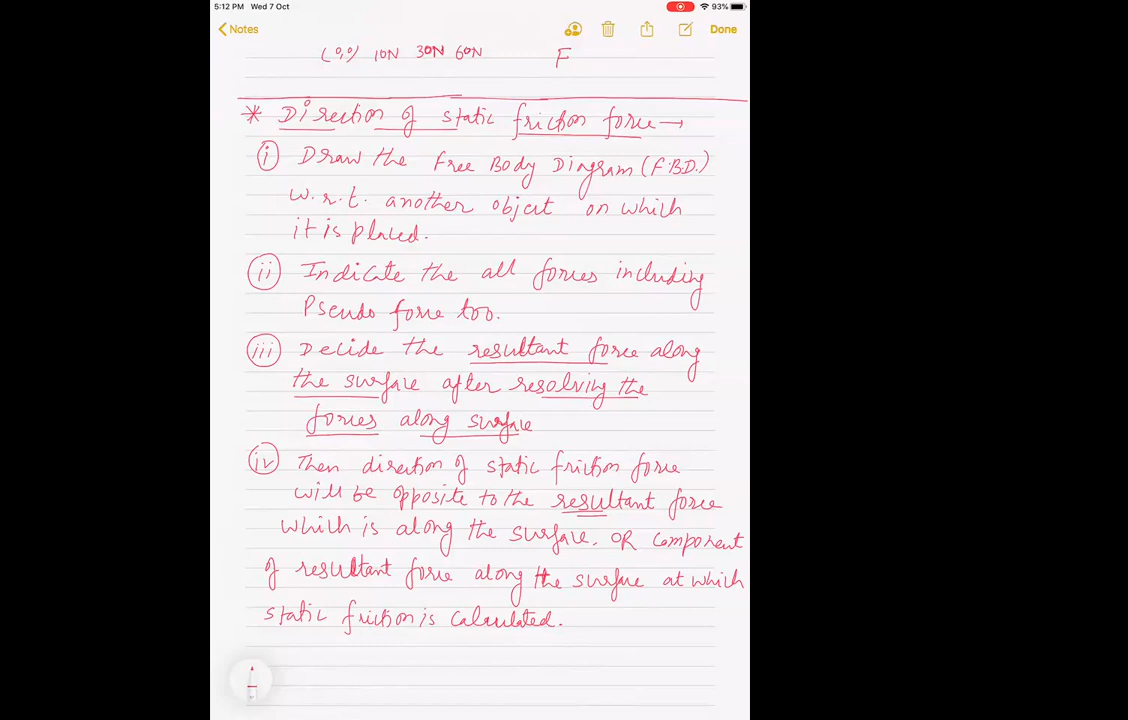 5:12 PM Wed 7 Oct 93%
Notes Done
(0,0) 10N 30N 60N F
* Direction of static friction force →
(i) Draw the Free Body Diagram (F.B.D.)
w.r.t. another object on which
it is placed.
(ii) Indicate the all forces including
Pseudo force too.
(iii) Decide the resultant force along
the surface after resolving the
forces along surface
(iv) Then direction of static friction force
will be opposite to the resultant force
which is along the surface. OR component
of resultant force along the surface at which
static friction is calculated.